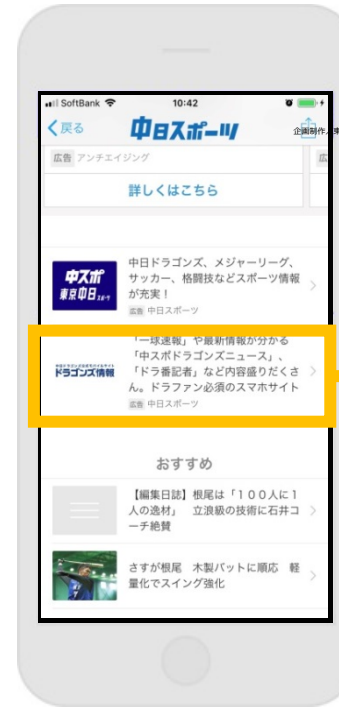 SoftBank 10:42
戻る 中日スポーツ 企画制作/東
広告 アンチエイジング 広
詳しくはこちら
中スポ
東京中日スポーツ
中日ドラゴンズ、メジャーリーグ、
サッカー、格闘技などスポーツ情報
が充実！
広告 中日スポーツ
ドラゴンズ情報
「一球速報」や最新情報が分かる
「中スポドラゴンズニュース」、
「ドラ番記者」など内容盛りだくさ
ん。ドラファン必須のスマホサイト
広告 中日スポーツ
おすすめ
【編集日誌】根尾は「１００人に１
人の逸材」 立浪級の技術に石井コ
ーチ絶賛
さすが根尾 木製バットに順応 軽
量化でスイング強化